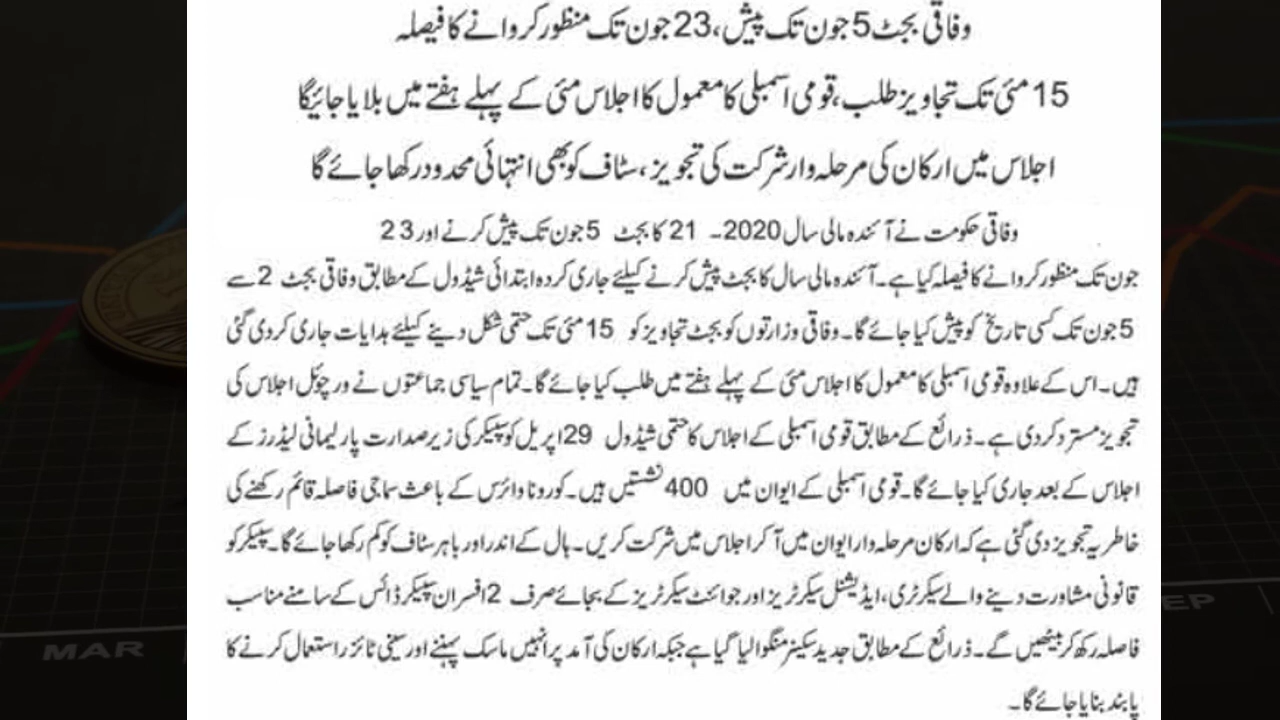 وفاقی بجٹ 5 جون تک پیش، 23 جون تک منظور کروانے کا فیصلہ
15 مئی تک تجاویز طلب، قومی اسمبلی کا معمول کا اجلاس مئی کے پہلے ہفتے میں بلایا جائیگا
اجلاس میں ارکان کی مرحلہ وار شرکت کی تجویز، سٹاف کو بھی انتہائی محدود رکھا جائے گا
وفاقی حکومت نے آئندہ مالی سال 2020۔ 21 کا بجٹ 5 جون تک پیش کرنے اور 23
جون تک منظور کروانے کا فیصلہ کیا ہے۔ آئندہ مالی سال کا بجٹ پیش کرنے کیلئے جاری کردہ ابتدائی شیڈول کے مطابق وفاقی بجٹ 2 سے
5 جون تک کسی تاریخ کو پیش کیا جائے گا۔ وفاقی وزارتوں کو بجٹ تجاویز کو 15 مئی تک حتمی شکل دینے کیلئے ہدایات جاری کردی گئی
ہیں۔ اس کے علاوہ قومی اسمبلی کا معمول کا اجلاس مئی کے پہلے ہفتے میں طلب کیا جائے گا۔ تمام سیاسی جماعتوں نے ورچوئل اجلاس کی
تجویز مسترد کردی ہے۔ ذرائع کے مطابق قومی اسمبلی کے اجلاس کا حتمی شیڈول 29 اپریل کو سپیکر کی زیر صدارت پارلیمانی لیڈرز کے
اجلاس کے بعد جاری کیا جائے گا۔ قومی اسمبلی کے ایوان میں 400 نشستیں ہیں۔ کورونا وائرس کے باعث سماجی فاصلہ قائم رکھنے کی
خاطر یہ تجویز دی گئی ہے کہ ارکان مرحلہ وار ایوان میں آ کر اجلاس میں شرکت کریں۔ ہال کے اندر اور باہر سٹاف کو کم رکھا جائے گا۔ سپیکر کو
قانونی مشاورت دینے والے سیکرٹری، ایڈیشنل سیکرٹریز اور جوائنٹ سیکرٹریز کے بجائے صرف 2 افسران سپیکر ڈائس کے سامنے مناسب
فاصلہ رکھ کر بیٹھیں گے۔ ذرائع کے مطابق جدید سکینر منگوا لیا گیا ہے جبکہ ارکان کی آمد پر انہیں ماسک پہننے اور سینی ٹائزر استعمال کرنے کا
پابند بنایا جائے گا۔
MAR
EP